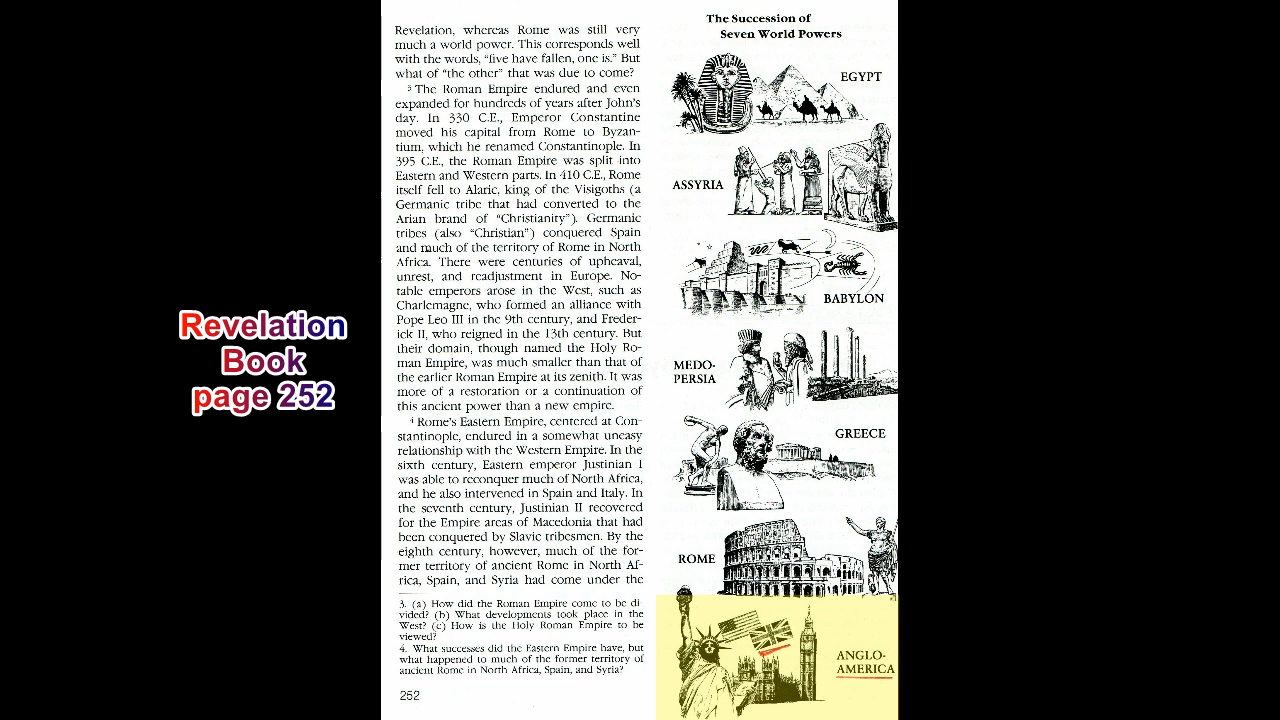 Revelation
Book
page 252
Revelation, whereas Rome was still very
much a world power. This corresponds well
with the words, “five have fallen, one is.” But
what of “the other” that was due to come?
3 The Roman Empire endured and even
expanded for hundreds of years after John’s
day. In 330 C.E., Emperor Constantine
moved his capital from Rome to Byzan-
tium, which he renamed Constantinople. In
395 C.E., the Roman Empire was split into
Eastern and Western parts. In 410 C.E., Rome
itself fell to Alaric, king of the Visigoths (a
Germanic tribe that had converted to the
Arian brand of “Christianity”). Germanic
tribes (also “Christian”) conquered Spain
and much of the territory of Rome in North
Africa. There were centuries of upheaval,
unrest, and readjustment in Europe. No-
table emperors arose in the West, such as
Charlemagne, who formed an alliance with
Pope Leo III in the 9th century, and Freder-
ick II, who reigned in the 13th century. But
their domain, though named the Holy Ro-
man Empire, was much smaller than that of
the earlier Roman Empire at its zenith. It was
more of a restoration or a continuation of
this ancient power than a new empire.
4 Rome’s Eastern Empire, centered at Con-
stantinople, endured in a somewhat uneasy
relationship with the Western Empire. In the
sixth century, Eastern emperor Justinian I
was able to reconquer much of North Africa,
and he also intervened in Spain and Italy. In
the seventh century, Justinian II recovered
for the Empire areas of Macedonia that had
been conquered by Slavic tribesmen. By the
eighth century, however, much of the for-
mer territory of ancient Rome in North Af-
rica, Spain, and Syria had come under the
3. (a) How did the Roman Empire come to be di-
vided? (b) What developments took place in the
West? (c) How is the Holy Roman Empire to be
viewed?
4. What successes did the Eastern Empire have, but
what happened to much of the former territory of
ancient Rome in North Africa, Spain, and Syria?
252
The Succession of
Seven World Powers
EGYPT
ASSYRIA
BABYLON
MEDO-
PERSIA
GREECE
ROME
ANGLO-
AMERICA